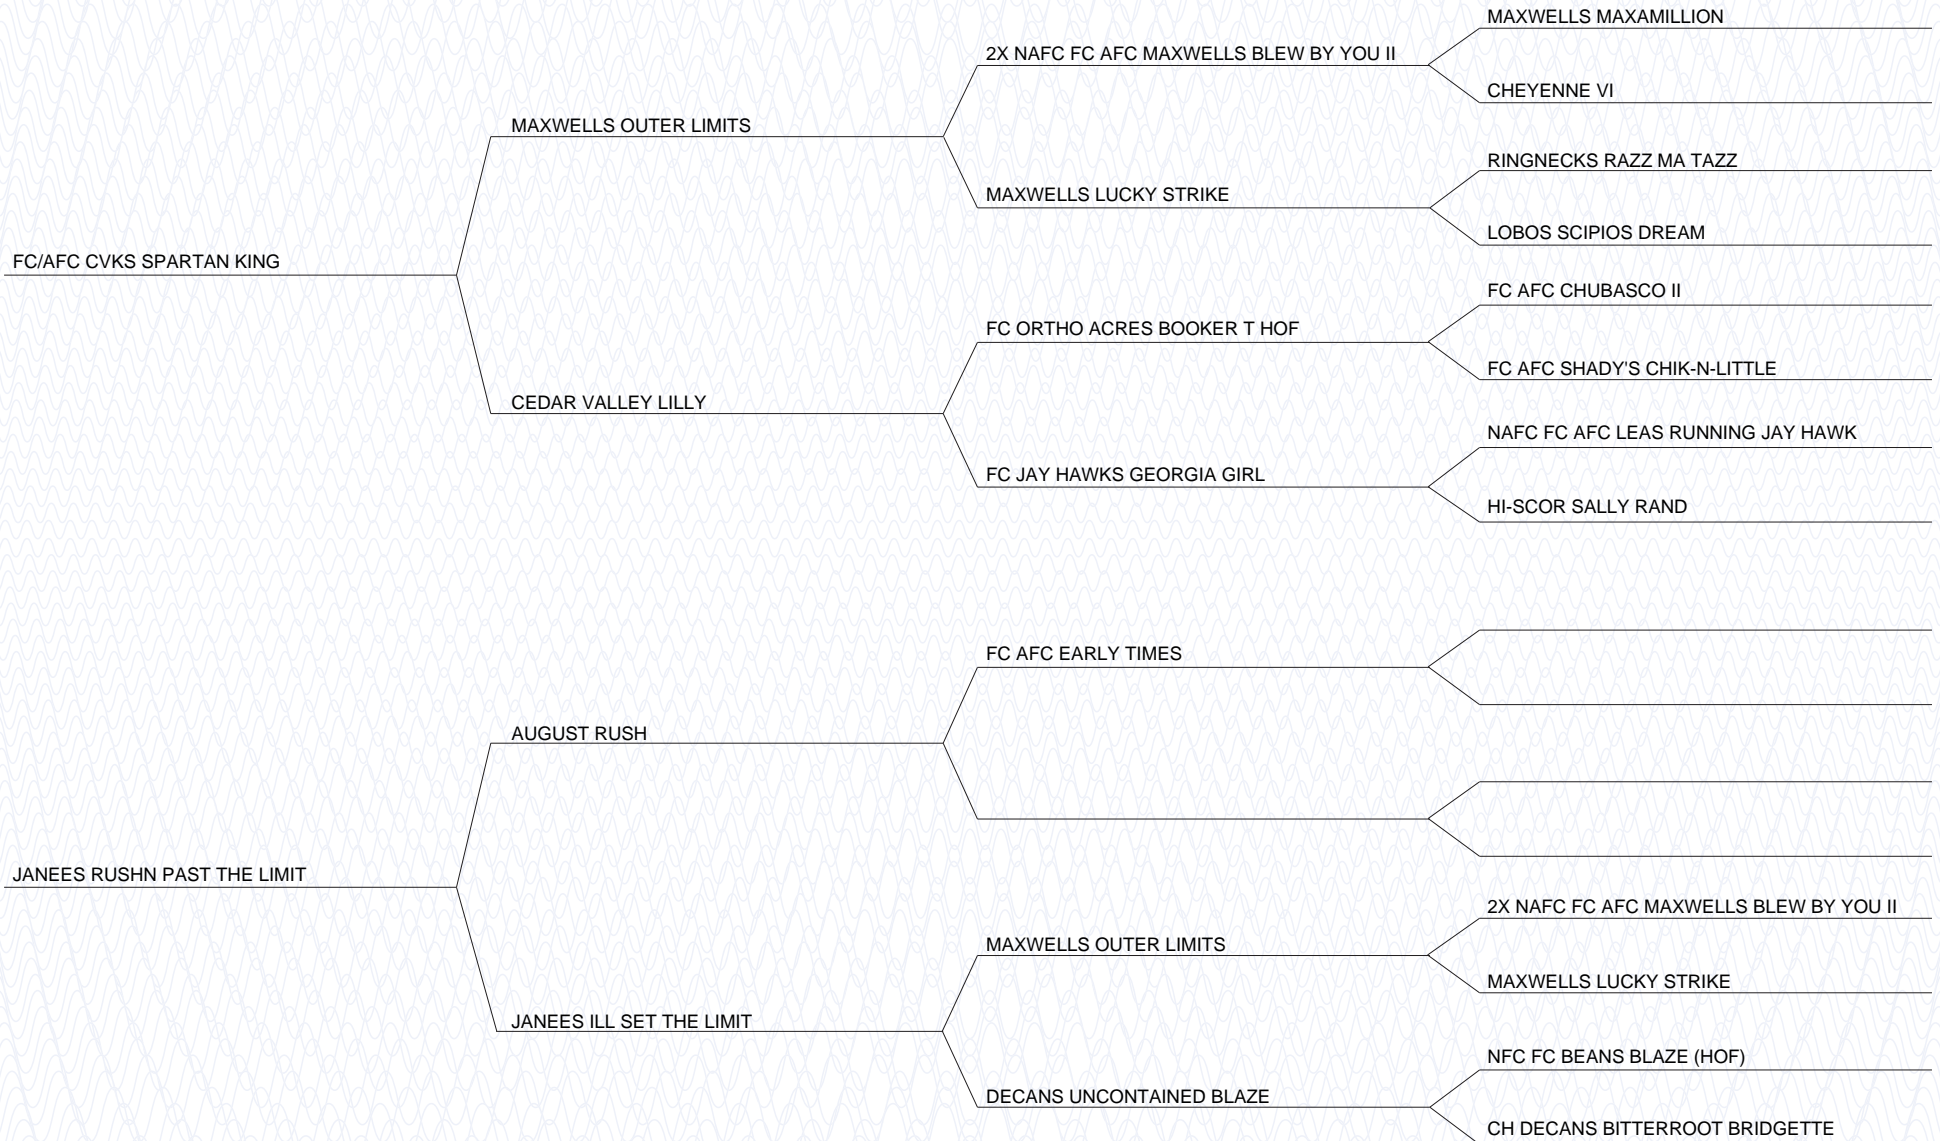 MAXWELLS MAXAMILLION
2X NAFC FC AFC MAXWELLS BLEW BY YOU II
CHEYENNE VI
MAXWELLS OUTER LIMITS
RINGNECKS RAZZ MA TAZZ
MAXWELLS LUCKY STRIKE
LOBOS SCIPIOS DREAM
FC/AFC CVKS SPARTAN KING
FC AFC CHUBASCO II
FC ORTHO ACRES BOOKER T HOF
FC AFC SHADY'S CHIK-N-LITTLE
CEDAR VALLEY LILLY
NAFC FC AFC LEAS RUNNING JAY HAWK
FC JAY HAWKS GEORGIA GIRL
HI-SCOR SALLY RAND
FC AFC EARLY TIMES
AUGUST RUSH
JANEES RUSHN PAST THE LIMIT
2X NAFC FC AFC MAXWELLS BLEW BY YOU II
MAXWELLS OUTER LIMITS
MAXWELLS LUCKY STRIKE
JANEES ILL SET THE LIMIT
NFC FC BEANS BLAZE (HOF)
DECANS UNCONTAINED BLAZE
CH DECANS BITTERROOT BRIDGETTE